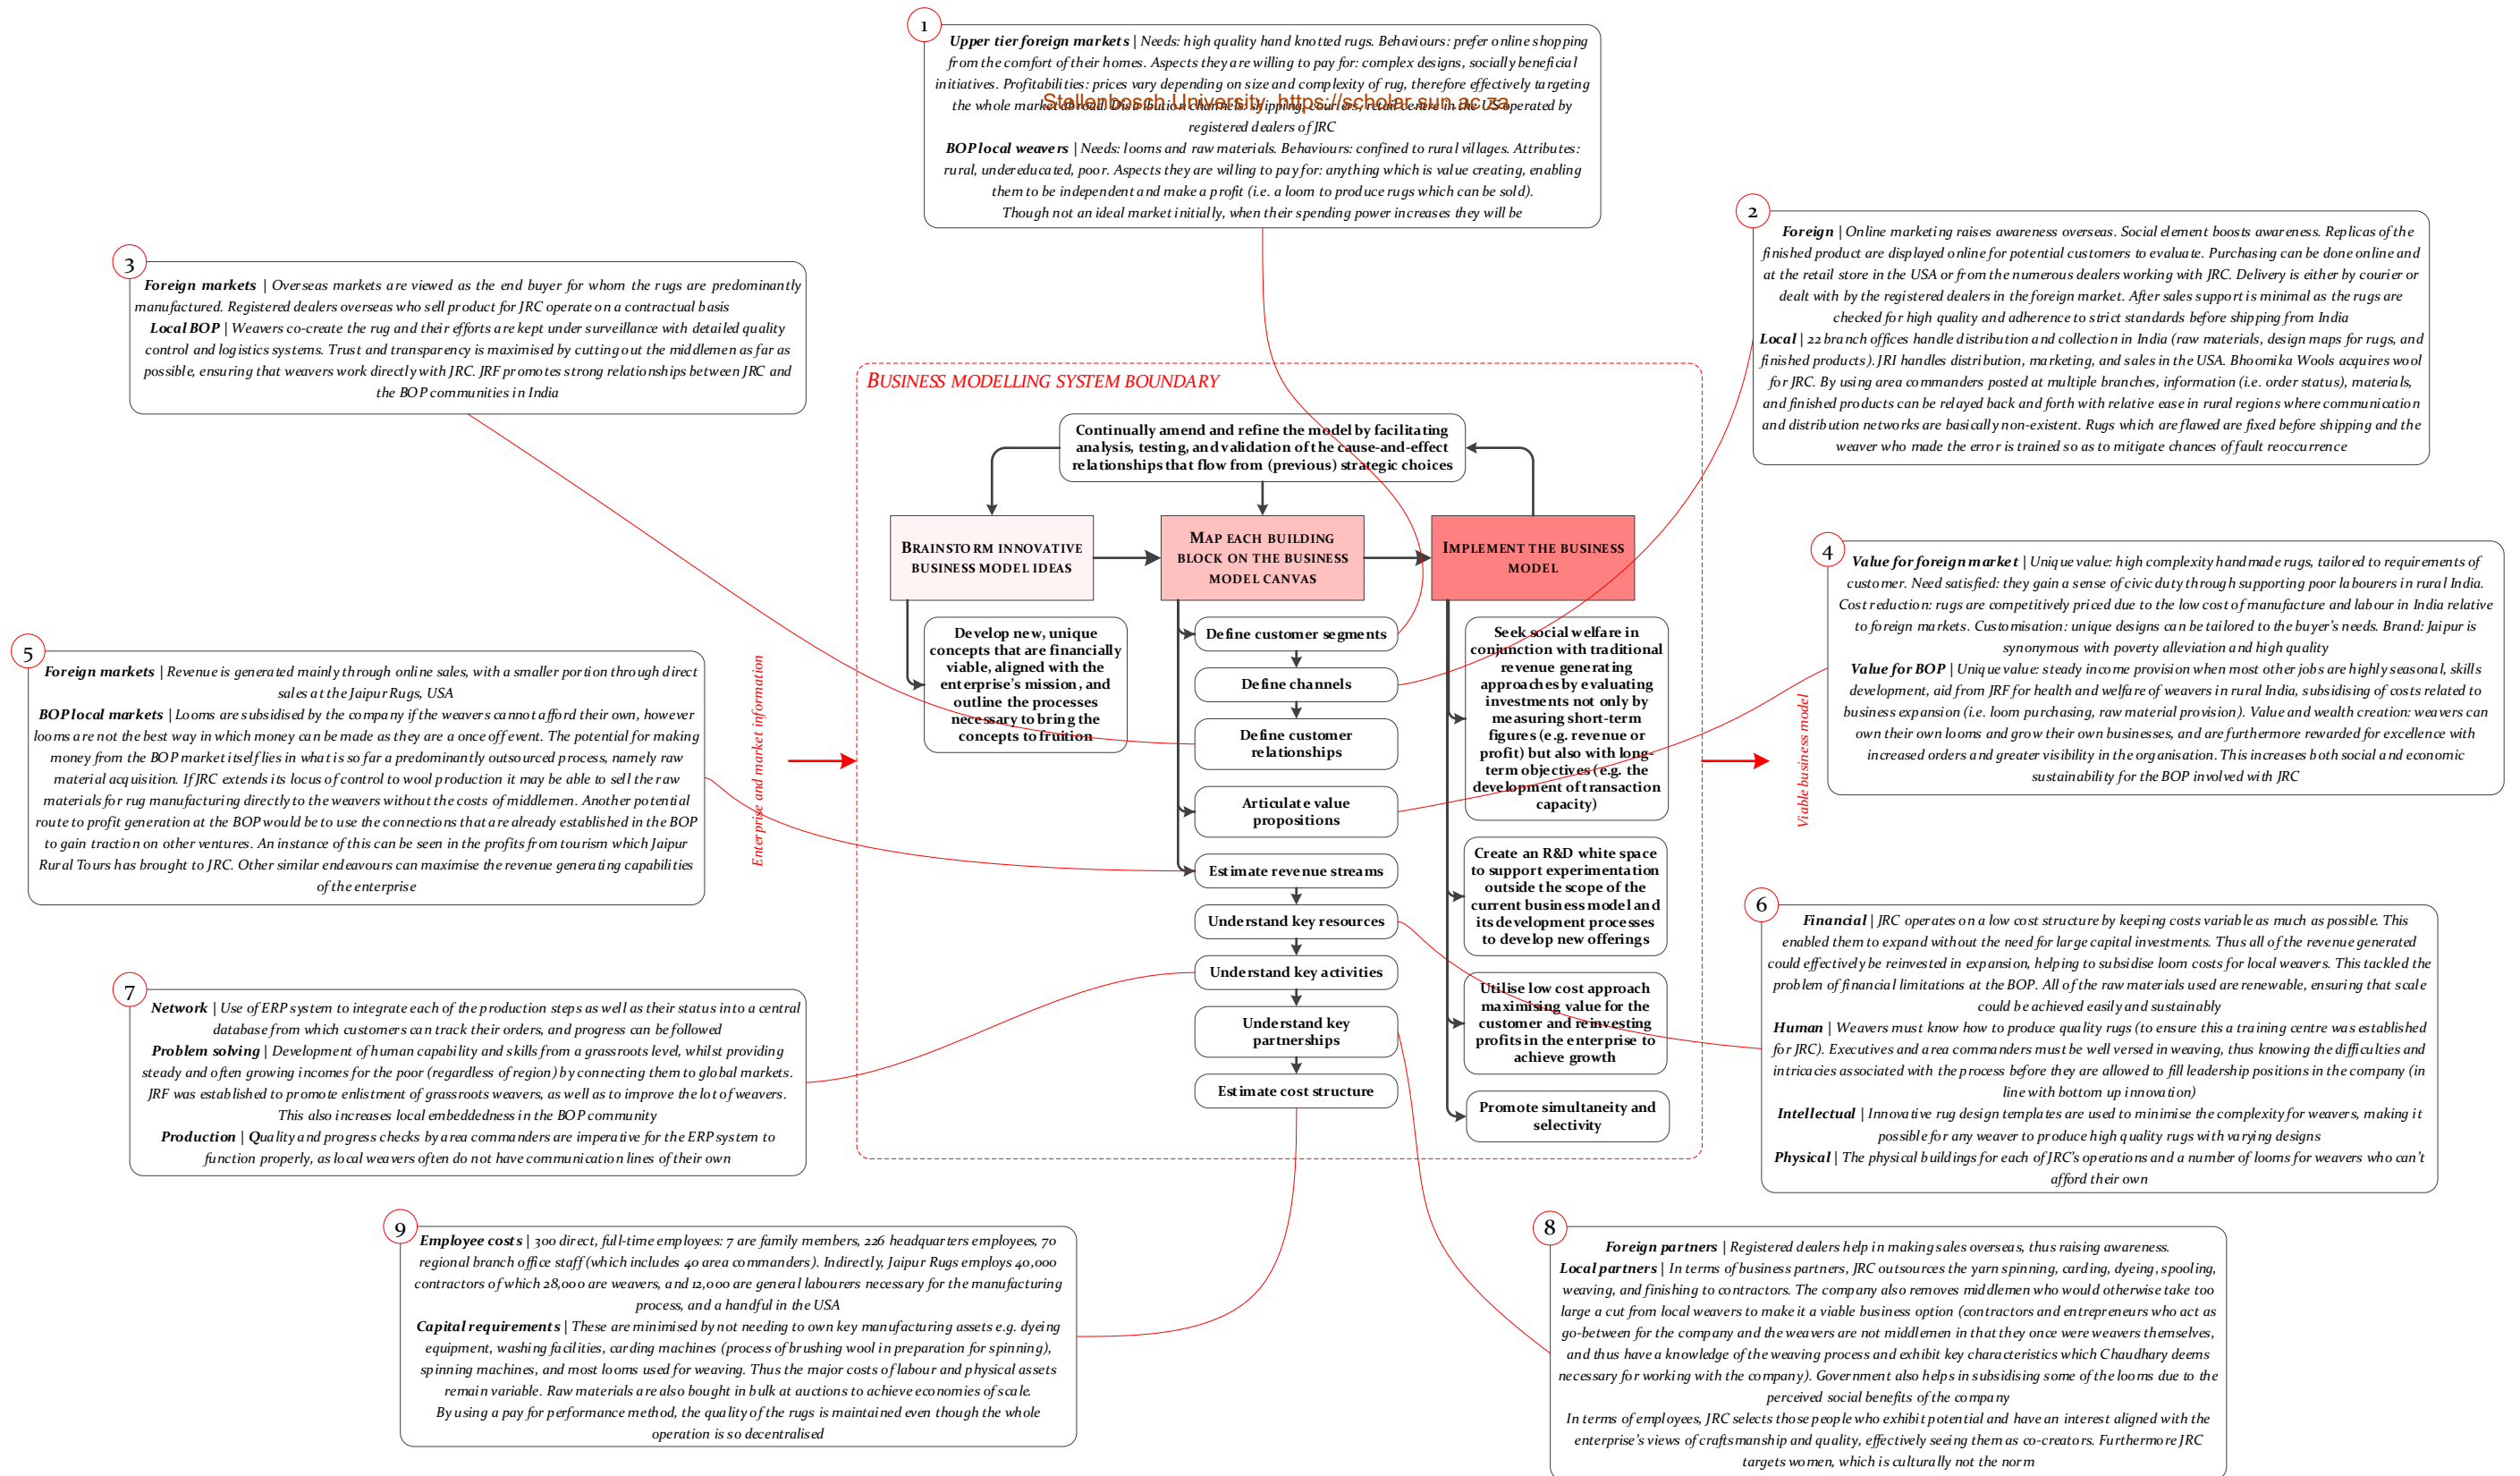 1
Upper tier foreign markets | Needs: high quality hand knotted rugs. Behaviours: prefer online shopping
from the comfort of their homes. Aspects they are willing to pay for: complex designs, socially beneficial
initiatives. Profitabilities: prices vary depending on size and complexity of rug, therefore effectively targeting
the whole market abroad. Distribution channels: shipping, couriers, retail centre in the US operated by
registered dealers of JRC
BOP local weavers | Needs: looms and raw materials. Behaviours: confined to rural villages. Attributes:
rural, undereducated, poor. Aspects they are willing to pay for: anything which is value creating, enabling
them to be independent and make a profit (i.e. a loom to produce rugs which can be sold).
Though not an ideal market initially, when their spending power increases they will be
Stellenbosch University https://scholar.sun.ac.za
2
Foreign | Online marketing raises awareness overseas. Social element boosts awareness. Replicas of the
finished product are displayed online for potential customers to evaluate. Purchasing can be done online and
at the retail store in the USA or from the numerous dealers working with JRC. Delivery is either by courier or
dealt with by the registered dealers in the foreign market. After sales support is minimal as the rugs are
checked for high quality and adherence to strict standards before shipping from India
Local | 22 branch offices handle distribution and collection in India (raw materials, design maps for rugs, and
finished products). JRI handles distribution, marketing, and sales in the USA. Bhoomika Wools acquires wool
for JRC. By using area commanders posted at multiple branches, information (i.e. order status), materials,
and finished products can be relayed back and forth with relative ease in rural regions where communication
and distribution networks are basically non-existent. Rugs which are flawed are fixed before shipping and the
weaver who made the error is trained so as to mitigate chances of fault reoccurrence
3
Foreign markets | Overseas markets are viewed as the end buyer for whom the rugs are predominantly
manufactured. Registered dealers overseas who sell product for JRC operate on a contractual basis
Local BOP | Weavers co-create the rug and their efforts are kept under surveillance with detailed quality
control and logistics systems. Trust and transparency is maximised by cutting out the middlemen as far as
possible, ensuring that weavers work directly with JRC. JRF promotes strong relationships between JRC and
the BOP communities in India
BUSINESS MODELLING SYSTEM BOUNDARY
Continually amend and refine the model by facilitating
analysis, testing, and validation of the cause-and-effect
relationships that flow from (previous) strategic choices
BRAINSTORM INNOVATIVE
BUSINESS MODEL IDEAS
MAP EACH BUILDING
BLOCK ON THE BUSINESS
MODEL CANVAS
IMPLEMENT THE BUSINESS
MODEL
Develop new, unique
concepts that are financially
viable, aligned with the
enterprise's mission, and
outline the processes
necessary to bring the
concepts to fruition
Define customer segments
Define channels
Define customer
relationships
Articulate value
propositions
Estimate revenue streams
Understand key resources
Understand key activities
Understand key
partnerships
Estimate cost structure
Seek social welfare in
conjunction with traditional
revenue generating
approaches by evaluating
investments not only by
measuring short-term
figures (e.g. revenue or
profit) but also with long-
term objectives (e.g. the
development of transaction
capacity)
Create an R&D white space
to support experimentation
outside the scope of the
current business model and
its development processes
to develop new offerings
Utilise low cost approach
maximising value for the
customer and reinvesting
profits in the enterprise to
achieve growth
Promote simultaneity and
selectivity
Enterprise and market information
Viable business model
4
Value for foreign market | Unique value: high complexity handmade rugs, tailored to requirements of
customer. Need satisfied: they gain a sense of civic duty through supporting poor labourers in rural India.
Cost reduction: rugs are competitively priced due to the low cost of manufacture and labour in India relative
to foreign markets. Customisation: unique designs can be tailored to the buyer's needs. Brand: Jaipur is
synonymous with poverty alleviation and high quality
Value for BOP | Unique value: steady income provision when most other jobs are highly seasonal, skills
development, aid from JRF for health and welfare of weavers in rural India, subsidising of costs related to
business expansion (i.e. loom purchasing, raw material provision). Value and wealth creation: weavers can
own their own looms and grow their own businesses, and are furthermore rewarded for excellence with
increased orders and greater visibility in the organisation. This increases both social and economic
sustainability for the BOP involved with JRC
5
Foreign markets | Revenue is generated mainly through online sales, with a smaller portion through direct
sales at the Jaipur Rugs, USA
BOP local markets | Looms are subsidised by the company if the weavers cannot afford their own, however
looms are not the best way in which money can be made as they are a once off event. The potential for making
money from the BOP market itself lies in what is so far a predominantly outsourced process, namely raw
material acquisition. If JRC extends its locus of control to wool production it may be able to sell the raw
materials for rug manufacturing directly to the weavers without the costs of middlemen. Another potential
route to profit generation at the BOP would be to use the connections that are already established in the BOP
to gain traction on other ventures. An instance of this can be seen in the profits from tourism which Jaipur
Rural Tours has brought to JRC. Other similar endeavours can maximise the revenue generating capabilities
of the enterprise
6
Financial | JRC operates on a low cost structure by keeping costs variable as much as possible. This
enabled them to expand without the need for large capital investments. Thus all of the revenue generated
could effectively be reinvested in expansion, helping to subsidise loom costs for local weavers. This tackled the
problem of financial limitations at the BOP. All of the raw materials used are renewable, ensuring that scale
could be achieved easily and sustainably
Human | Weavers must know how to produce quality rugs (to ensure this a training centre was established
for JRC). Executives and area commanders must be well versed in weaving, thus knowing the difficulties and
intricacies associated with the process before they are allowed to fill leadership positions in the company (in
line with bottom up innovation)
Intellectual | Innovative rug design templates are used to minimise the complexity for weavers, making it
possible for any weaver to produce high quality rugs with varying designs
Physical | The physical buildings for each of JRC's operations and a number of looms for weavers who can't
afford their own
7
Network | Use of ERP system to integrate each of the production steps as well as their status into a central
database from which customers can track their orders, and progress can be followed
Problem solving | Development of human capability and skills from a grassroots level, whilst providing
steady and often growing incomes for the poor (regardless of region) by connecting them to global markets.
JRF was established to promote enlistment of grassroots weavers, as well as to improve the lot of weavers.
This also increases local embeddedness in the BOP community
Production | Quality and progress checks by area commanders are imperative for the ERP system to
function properly, as local weavers often do not have communication lines of their own
8
Foreign partners | Registered dealers help in making sales overseas, thus raising awareness.
Local partners | In terms of business partners, JRC outsources the yarn spinning, carding, dyeing, spooling,
weaving, and finishing to contractors. The company also removes middlemen who would otherwise take too
large a cut from local weavers to make it a viable business option (contractors and entrepreneurs who act as
go-between for the company and the weavers are not middlemen in that they once were weavers themselves,
and thus have a knowledge of the weaving process and exhibit key characteristics which Chaudhary deems
necessary for working with the company). Government also helps in subsidising some of the looms due to the
perceived social benefits of the company
In terms of employees, JRC selects those people who exhibit potential and have an interest aligned with the
enterprise's views of craftsmanship and quality, effectively seeing them as co-creators. Furthermore JRC
targets women, which is culturally not the norm
9
Employee costs | 300 direct, full-time employees: 7 are family members, 226 headquarters employees, 70
regional branch office staff (which includes 40 area commanders). Indirectly, Jaipur Rugs employs 40,000
contractors of which 28,000 are weavers, and 12,000 are general labourers necessary for the manufacturing
process, and a handful in the USA
Capital requirements | These are minimised by not needing to own key manufacturing assets e.g. dyeing
equipment, washing facilities, carding machines (process of brushing wool in preparation for spinning),
spinning machines, and most looms used for weaving. Thus the major costs of labour and physical assets
remain variable. Raw materials are also bought in bulk at auctions to achieve economies of scale.
By using a pay for performance method, the quality of the rugs is maintained even though the whole
operation is so decentralised